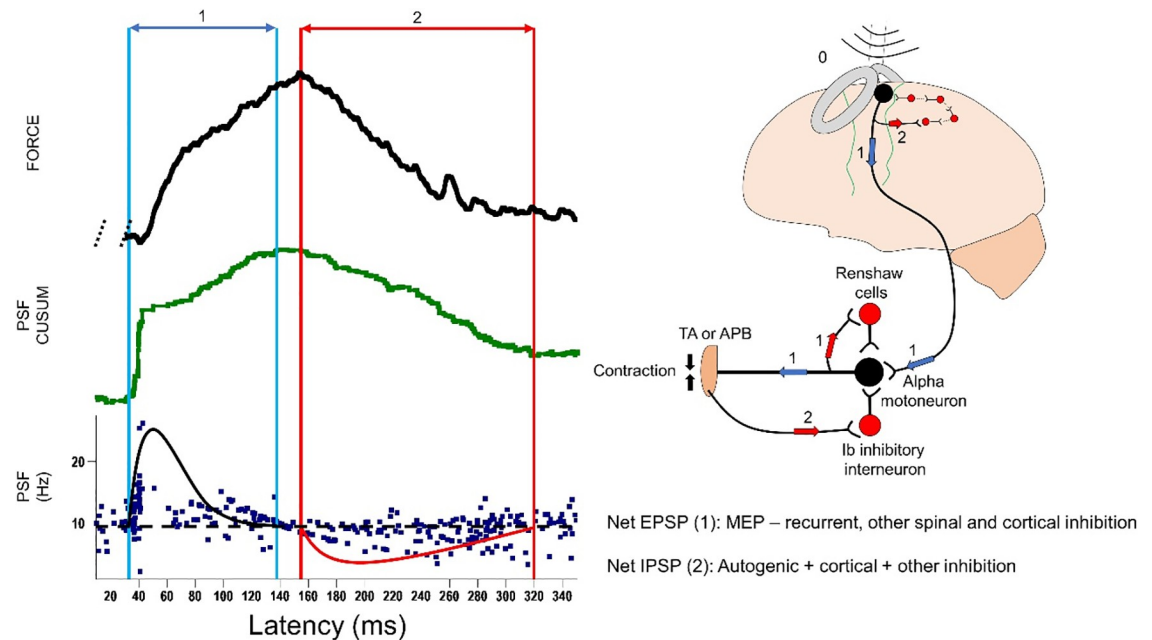 1
2
FORCE
PSF
CUSUM
PSF
(Hz)
20
10
20 40 60 80 100 120 140 160 180 200 220 240 260 280 300 320 340
Latency (ms)
0
1
2
Renshaw
cells
TA or APB
1
1
1
Contraction
Alpha
motoneuron
2
Ib inhibitory
interneuron
Net EPSP (1): MEP – recurrent, other spinal and cortical inhibition
Net IPSP (2): Autogenic + cortical + other inhibition